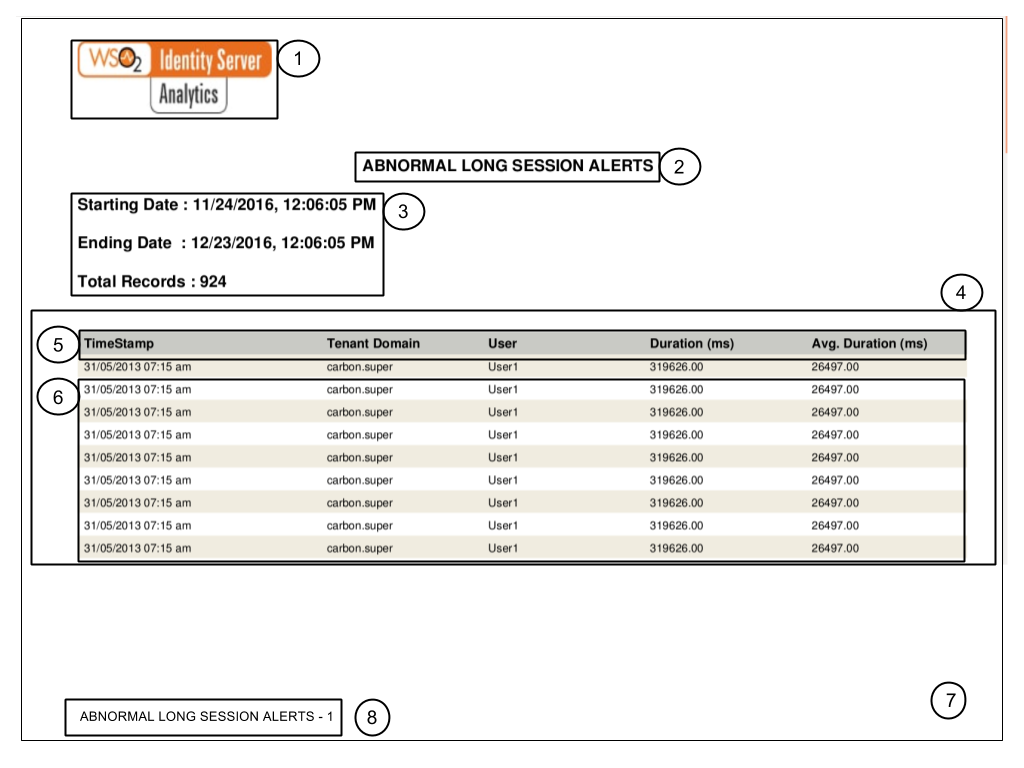 WSO2 Identity Server 1
Analytics
ABNORMAL LONG SESSION ALERTS 2
Starting Date : 11/24/2016, 12:06:05 PM 3
Ending Date : 12/23/2016, 12:06:05 PM
Total Records : 924
4
5 TimeStamp Tenant Domain User Duration (ms) Avg. Duration (ms)
31/05/2013 07:15 am carbon.super User1 319626.00 26497.00
6 31/05/2013 07:15 am carbon.super User1 319626.00 26497.00
31/05/2013 07:15 am carbon.super User1 319626.00 26497.00
31/05/2013 07:15 am carbon.super User1 319626.00 26497.00
31/05/2013 07:15 am carbon.super User1 319626.00 26497.00
31/05/2013 07:15 am carbon.super User1 319626.00 26497.00
31/05/2013 07:15 am carbon.super User1 319626.00 26497.00
31/05/2013 07:15 am carbon.super User1 319626.00 26497.00
31/05/2013 07:15 am carbon.super User1 319626.00 26497.00
7
ABNORMAL LONG SESSION ALERTS - 1 8